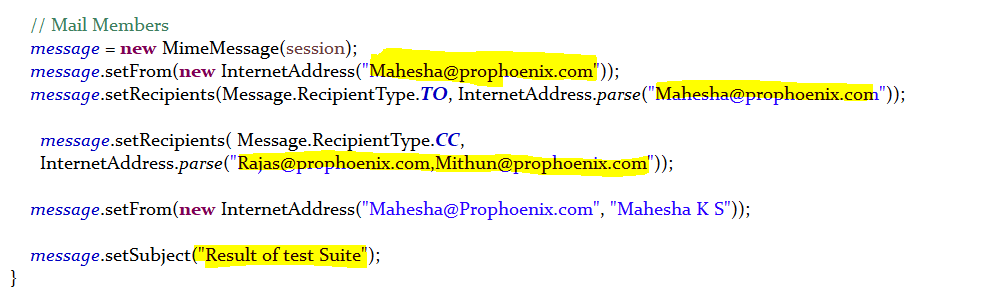 // Mail Members
message = new MimeMessage(session);
message.setFrom(new InternetAddress("Mahesha@prophoenix.com"));
message.setRecipients(Message.RecipientType.TO, InternetAddress.parse("Mahesha@prophoenix.com"));
message.setRecipients( Message.RecipientType.CC,
InternetAddress.parse("Rajas@prophoenix.com,Mithun@prophoenix.com"));
message.setFrom(new InternetAddress("Mahesha@Prophoenix.com", "Mahesha K S"));
message.setSubject("Result of test Suite");
}